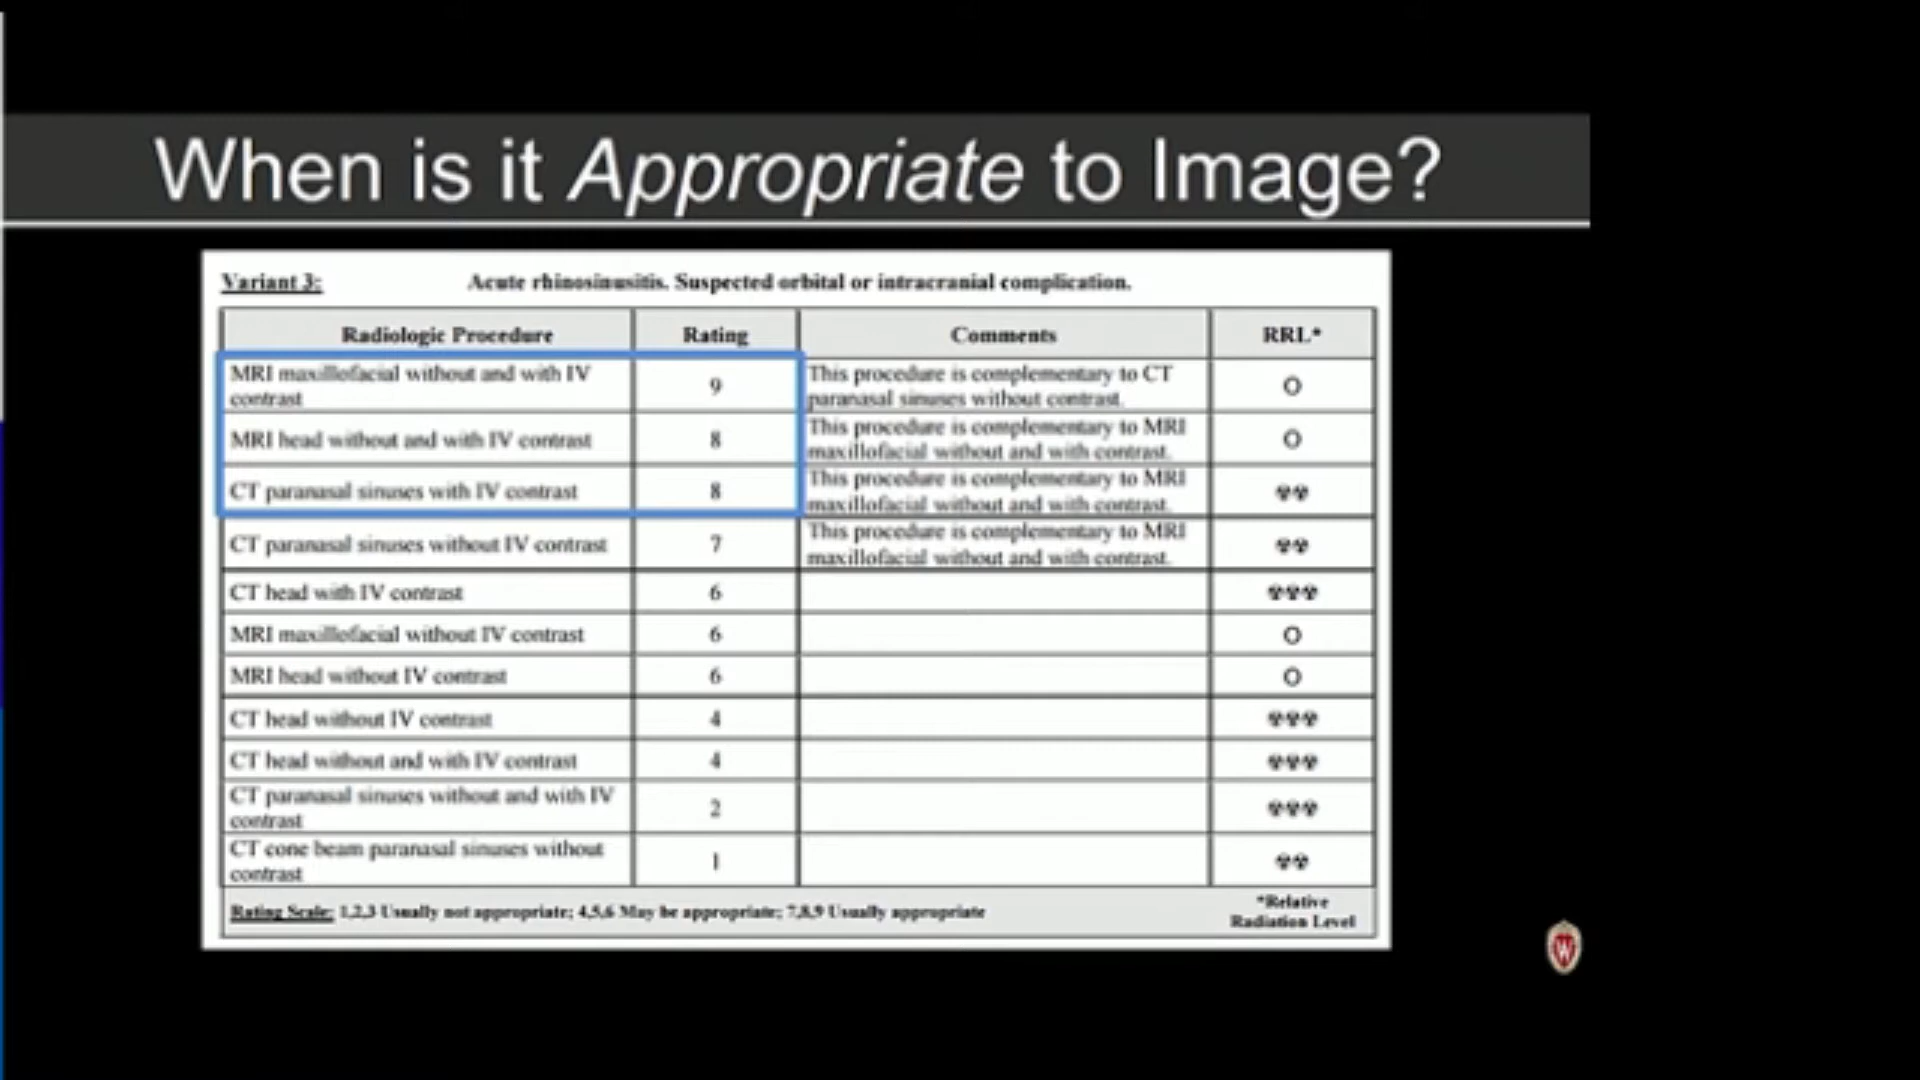 When is it Appropriate to Image?
Variant 3: Acute rhinosinusitis. Suspected orbital or intracranial complication.
Radiologic Procedure Rating Comments RRL*
MRI maxillofacial without and with IV
contrast
9
This procedure is complementary to CT
paranasal sinuses without contrast.
O
MRI head without and with IV contrast
8
This procedure is complementary to MRI
maxillofacial without and with contrast.
O
CT paranasal sinuses with IV contrast
8
This procedure is complementary to MRI
maxillofacial without and with contrast.
☢☢
CT paranasal sinuses without IV contrast
7
This procedure is complementary to MRI
maxillofacial without and with contrast.
☢☢
CT head with IV contrast 6 ☢☢☢
MRI maxillofacial without IV contrast 6 O
MRI head without IV contrast 6 O
CT head without IV contrast 4 ☢☢☢
CT head without and with IV contrast 4 ☢☢☢
CT paranasal sinuses without and with IV
contrast
2 ☢☢☢
CT cone beam paranasal sinuses without
contrast
1 ☢☢
Rating Scale: 1,2,3 Usually not appropriate; 4,5,6 May be appropriate; 7,8,9 Usually appropriate
*Relative
Radiation Level
W